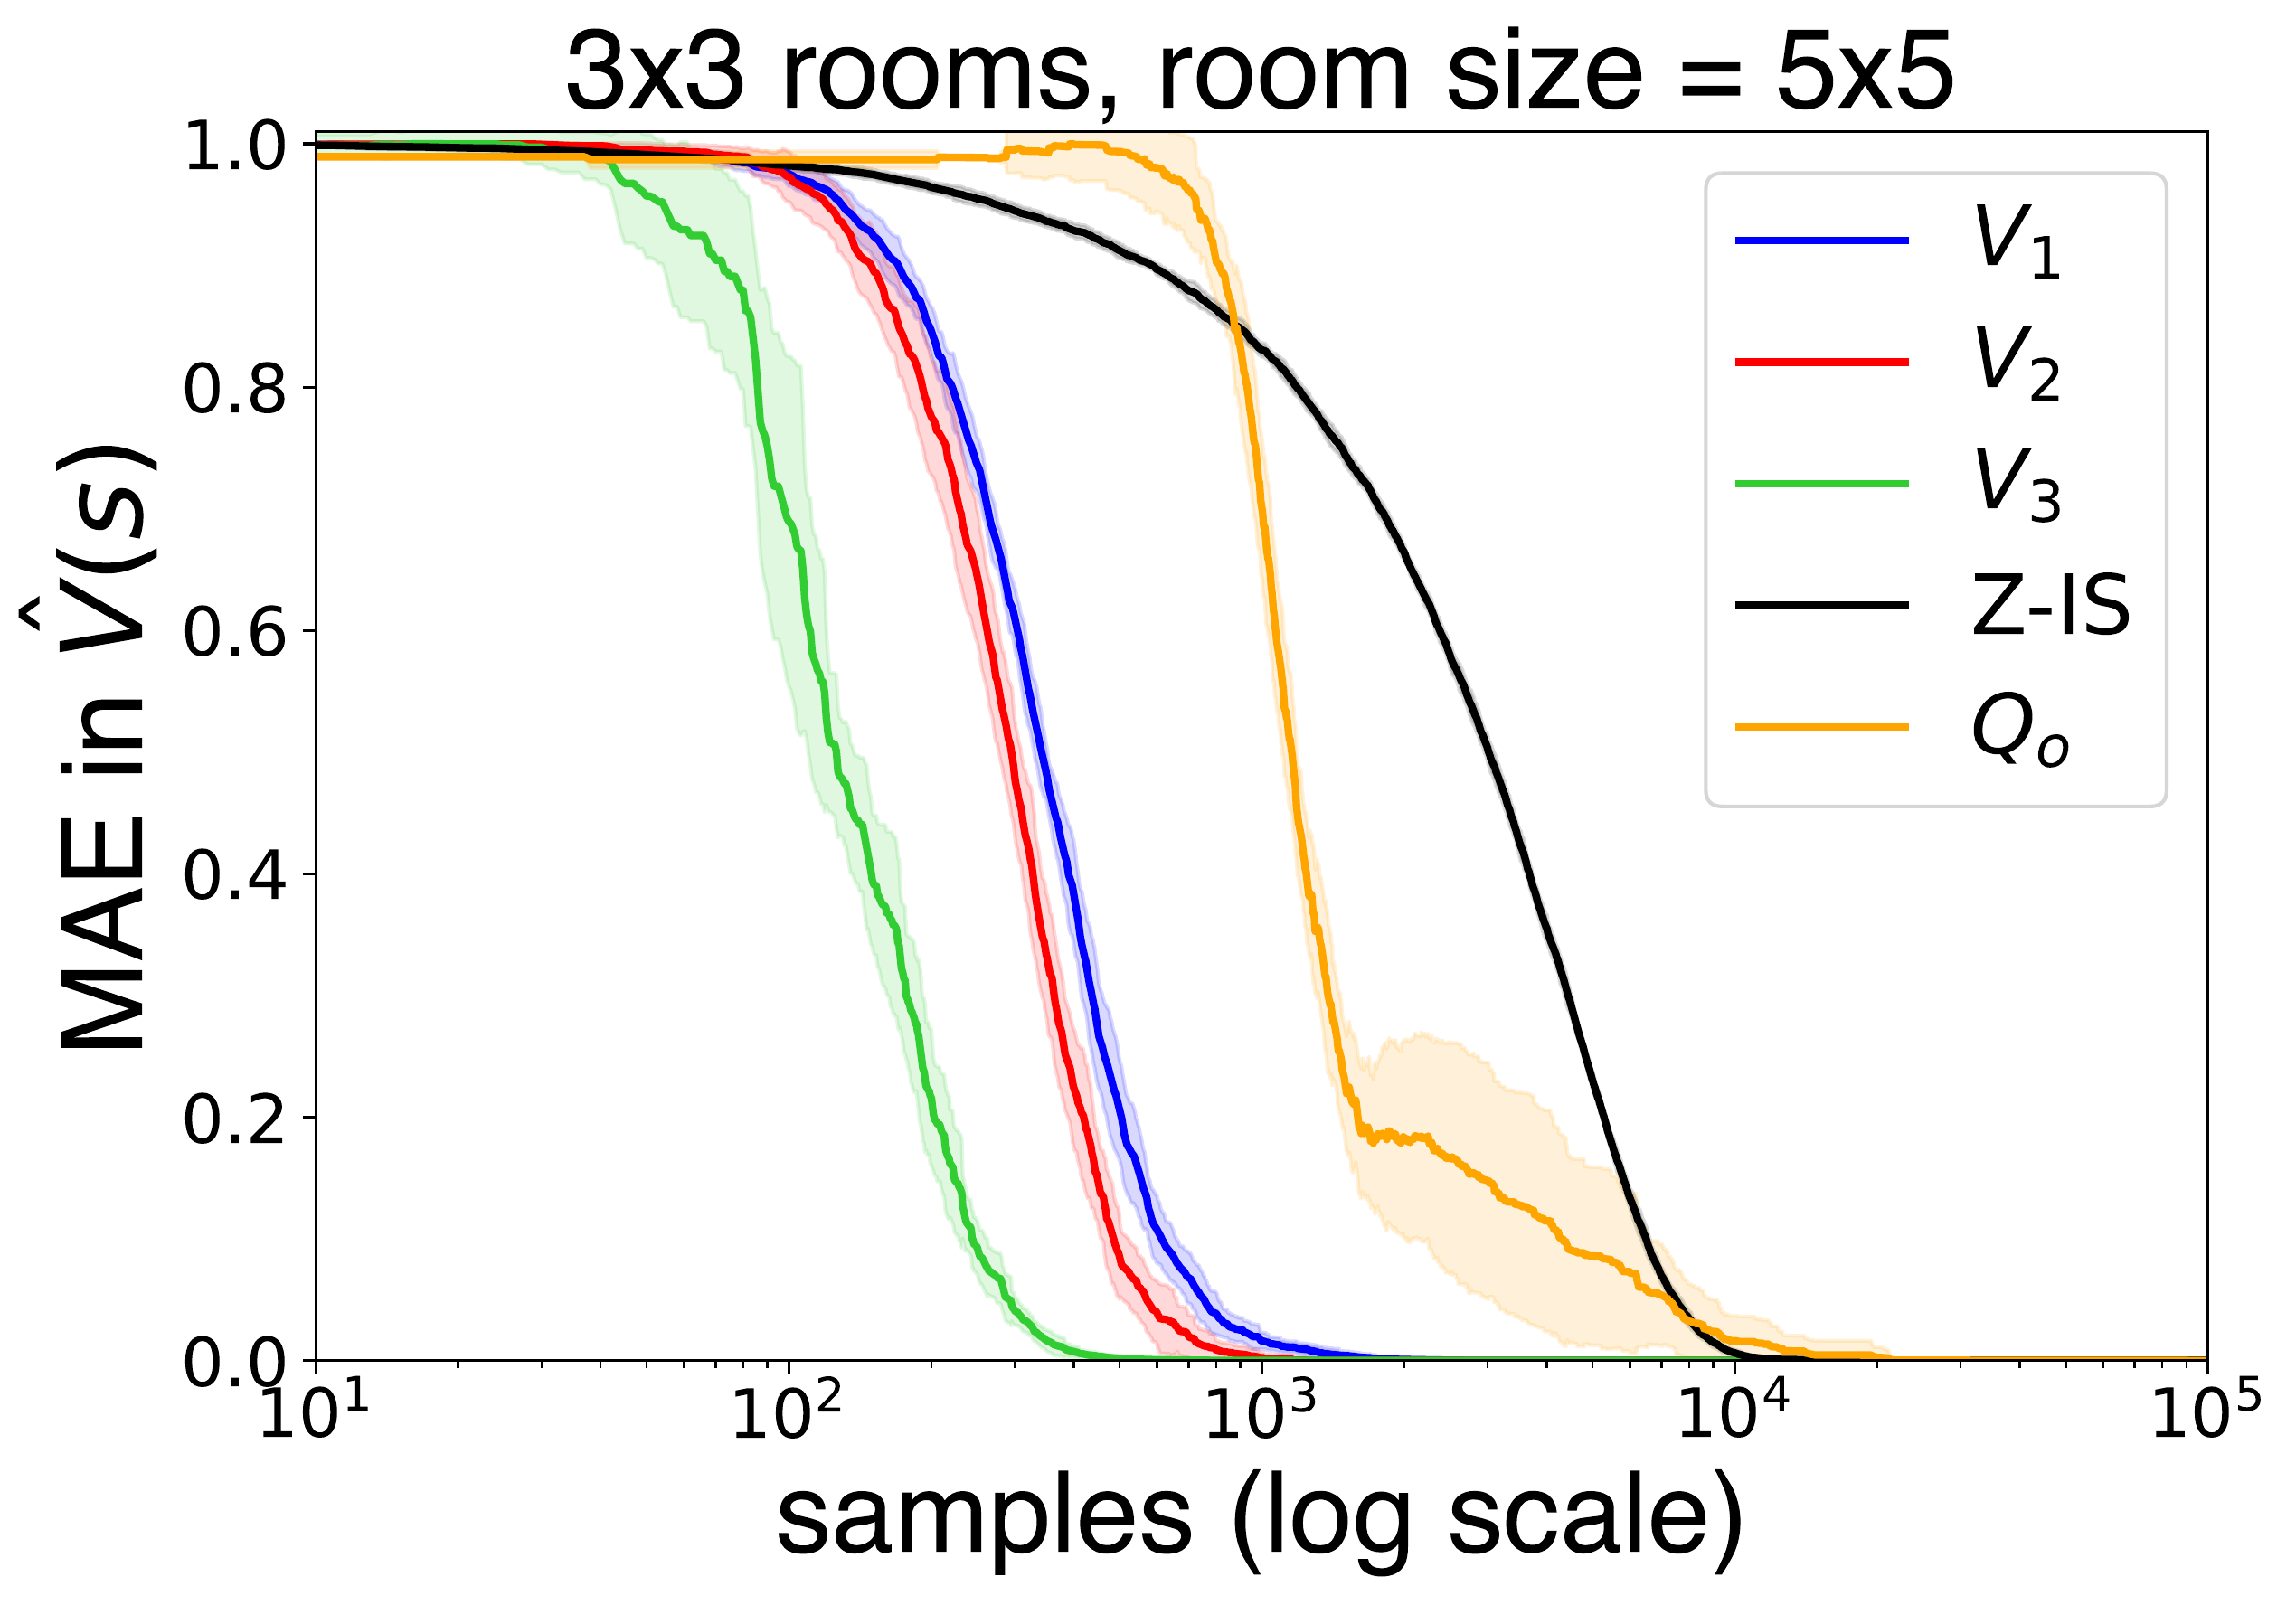 3x3 rooms, room size = 5x5
MAE in V̂(s)
1.0
0.8
0.6
0.4
0.2
0.0
V₁
V₂
V₃
Z-IS
Qₒ
10¹ 10² 10³ 10⁴ 10⁵
samples (log scale)